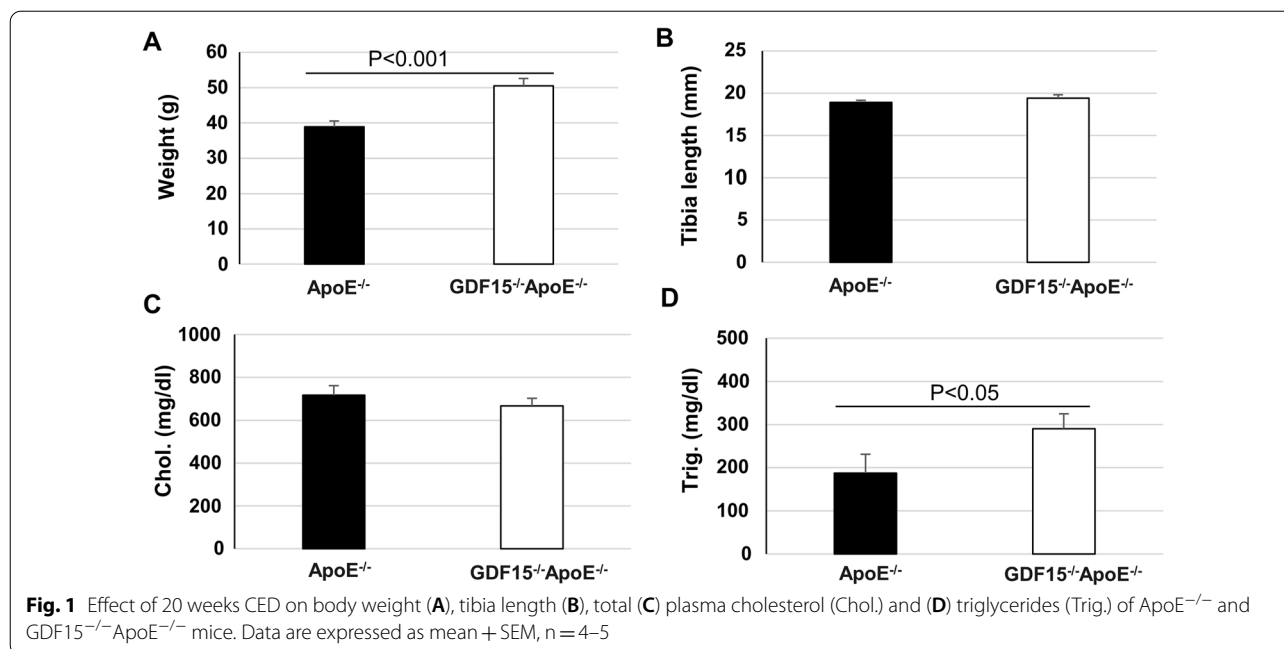 A
B
60
50
40
30
20
10
0
Weight (g)
P<0.001
ApoE-/-
GDF15-/-ApoE-/-
25
20
15
10
5
0
Tibia length (mm)
ApoE-/-
GDF15-/-ApoE-/-
C
D
1000
800
600
400
200
0
Chol. (mg/dl)
ApoE-/-
GDF15-/-ApoE-/-
500
400
300
200
100
0
Trig. (mg/dl)
P<0.05
ApoE-/-
GDF15-/-ApoE-/-
Fig. 1 Effect of 20 weeks CED on body weight (A), tibia length (B), total (C) plasma cholesterol (Chol.) and (D) triglycerides (Trig.) of ApoE−/− and
GDF15−/−ApoE−/− mice. Data are expressed as mean + SEM, n = 4–5